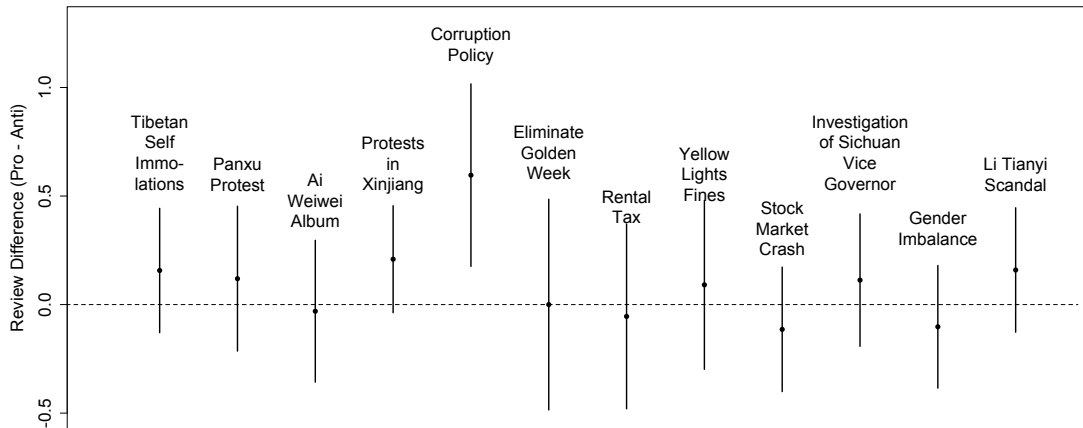 Review Difference (Pro - Anti)
1.0
0.5
0.0
-0.5
Tibetan
Self
Immo-
lations
Panxu
Protest
Ai
Weiwei
Album
Protests
in
Xinjiang
Corruption
Policy
Eliminate
Golden
Week
Rental
Tax
Yellow
Lights
Fines
Stock
Market
Crash
Investigation
of Sichuan
Vice
Governor
Gender
Imbalance
Li Tianyi
Scandal